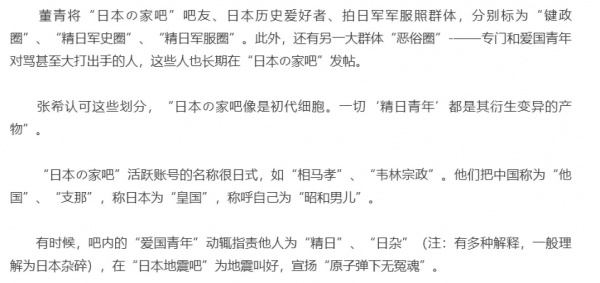 董青将“日本の家吧”吧友、日本历史爱好者、拍日军军服照群体，分别标为“键政
圈”、“精日军史圈”、“精日军服圈”。此外，还有另一大群体“恶俗圈”-——专门和爱国青年
对骂甚至大打出手的人，这些人也长期在“日本の家吧”发帖。
张希认可这些划分，“日本の家吧像是初代细胞。一切‘精日青年’都是其衍生变异的产
物”。
“日本の家吧”活跃账号的名称很日式，如“相马孝”、“韦林宗政”。他们把中国称为“他
国”、“支那”，称日本为“皇国”，称呼自己为“昭和男儿”。
有时候，吧内的“爱国青年”动辄指责他人为“精日”、“日杂”（注：有多种解释，一般理
解为日本杂碎），在“日本地震吧”为地震叫好，宣扬“原子弹下无冤魂”。